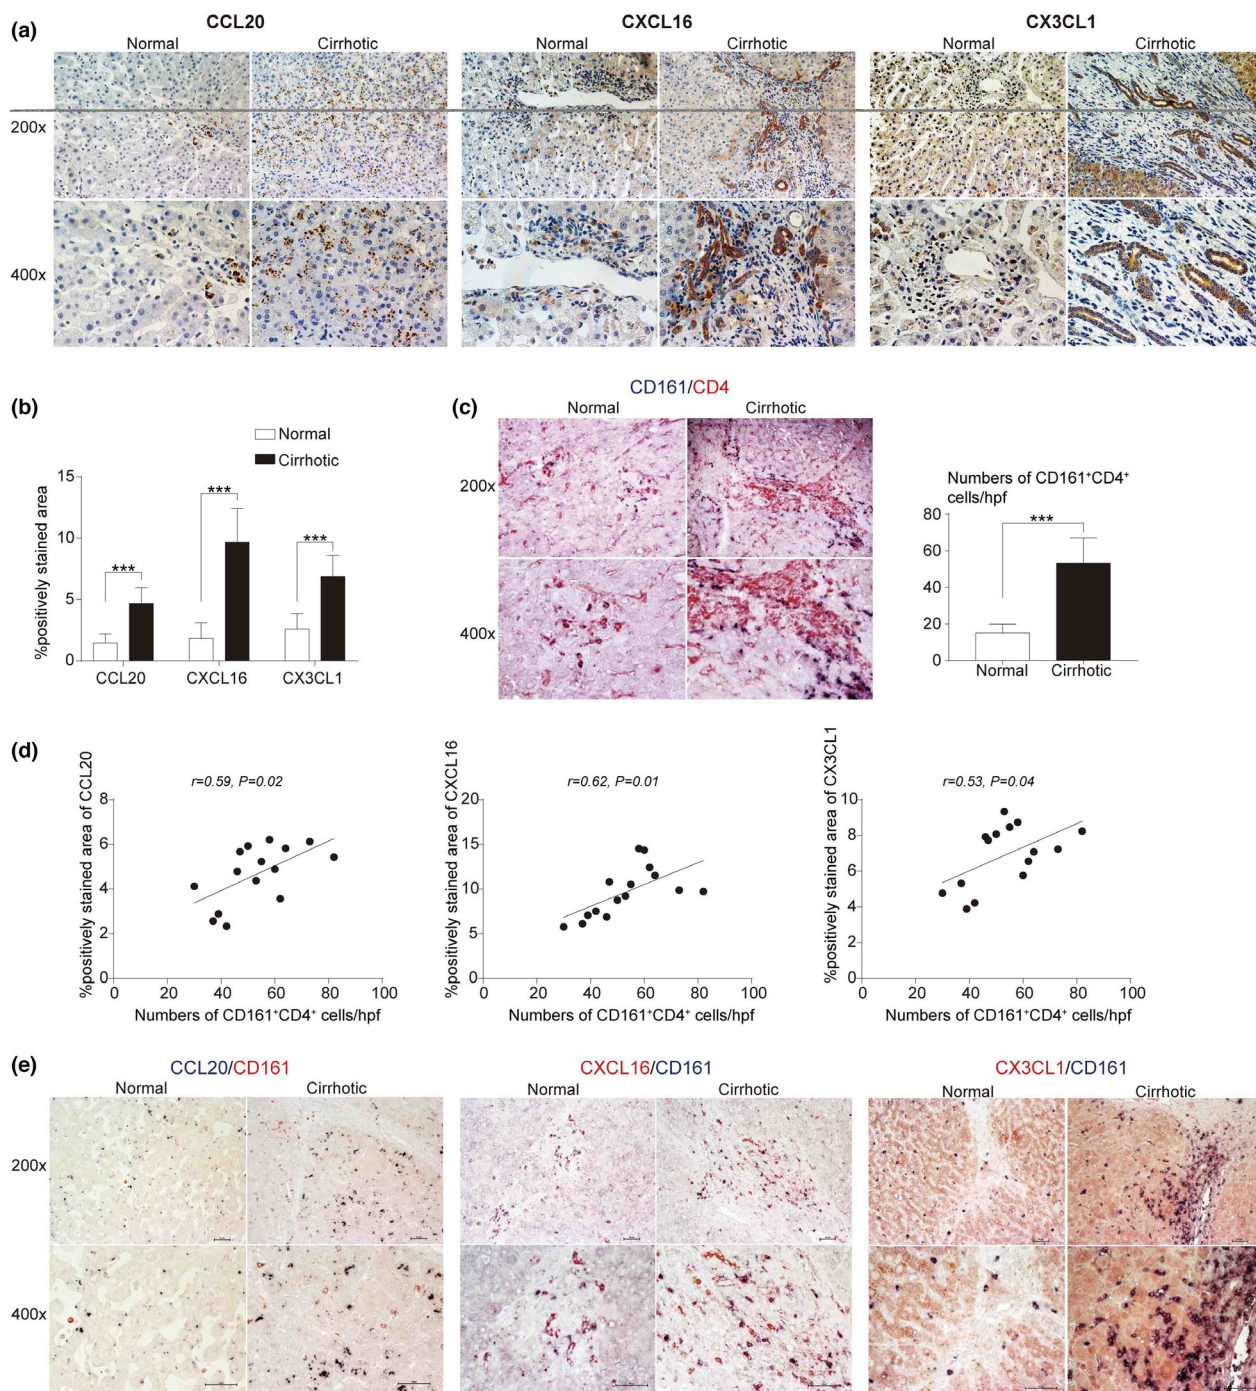 (a)
CCL20 CXCL16 CX3CL1
Normal Cirrhotic Normal Cirrhotic Normal Cirrhotic
200x
400x
(b)
Normal
Cirrhotic
%positively stained area
15
10
5
0
*** *** ***
CCL20 CXCL16 CX3CL1
(c)
CD161/CD4
Normal Cirrhotic
200x
400x
Numbers of CD161⁺CD4⁺
cells/hpf
***
80
60
40
20
0
Normal Cirrhotic
(d)
%positively stained area of CCL20
r=0.59, P=0.02
8
6
4
2
0
0 20 40 60 80 100
Numbers of CD161⁺CD4⁺ cells/hpf
%positively stained area of CXCL16
r=0.62, P=0.01
20
15
10
5
0
0 20 40 60 80 100
Numbers of CD161⁺CD4⁺ cells/hpf
%positively stained area of CX3CL1
r=0.53, P=0.04
10
8
6
4
2
0
0 20 40 60 80 100
Numbers of CD161⁺CD4⁺ cells/hpf
(e)
CCL20/CD161 CXCL16/CD161 CX3CL1/CD161
Normal Cirrhotic Normal Cirrhotic Normal Cirrhotic
200x
400x